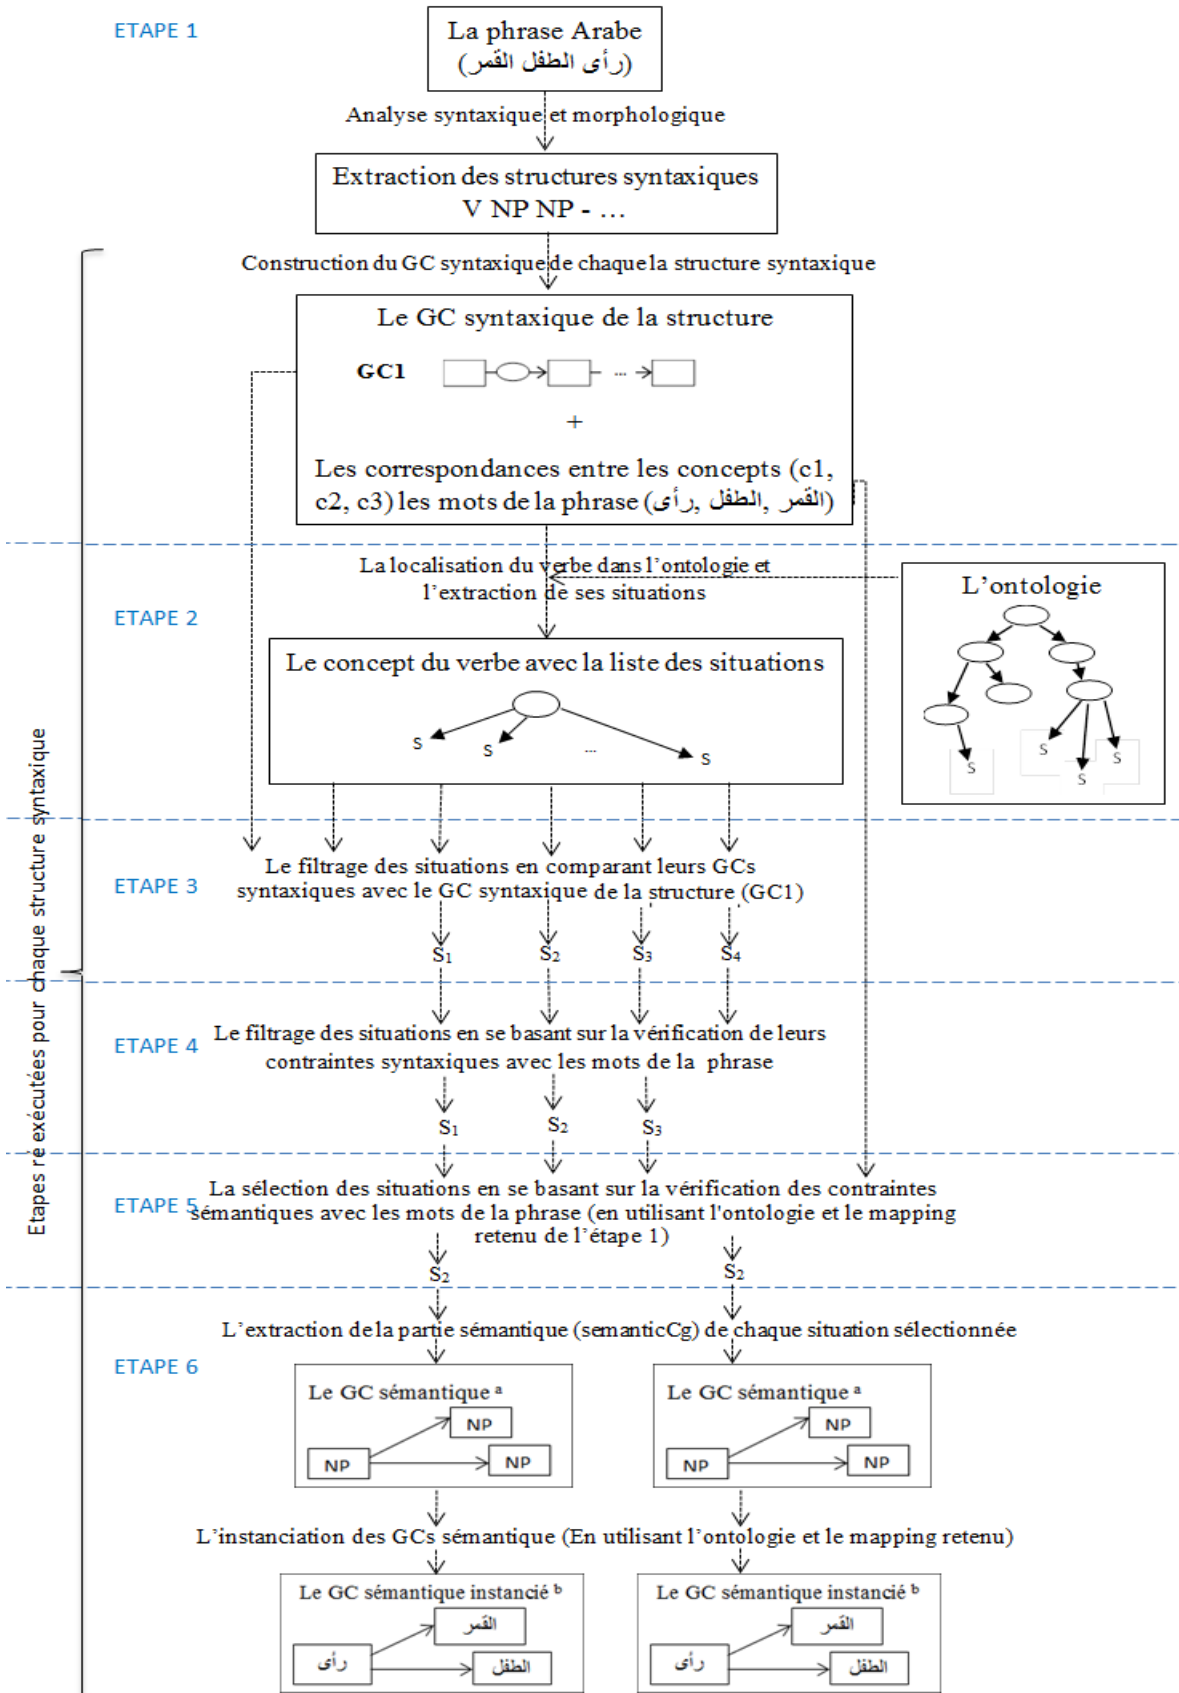 ETAPE 1
La phrase Arabe
(رأى الطفل القمر)
Analyse syntaxique et morphologique
Extraction des structures syntaxiques
V NP NP - ...
Construction du GC syntaxique de chaque la structure syntaxique
Le GC syntaxique de la structure
GC1
...
+
Les correspondances entre les concepts (c1,
c2, c3) les mots de la phrase (القمر ,الطفل ,رأى)
La localisation du verbe dans l'ontologie et
l'extraction de ses situations
L'ontologie
S
S
S
S
ETAPE 2
Le concept du verbe avec la liste des situations
S
S
...
S
Etapes ré exécutées pour chaque structure syntaxique
ETAPE 3
Le filtrage des situations en comparant leurs GCs
syntaxiques avec le GC syntaxique de la structure (GC1)
S1 S2 S3 S4
ETAPE 4
Le filtrage des situations en se basant sur la vérification de leurs
contraintes syntaxiques avec les mots de la phrase
S1 S2 S3
ETAPE 5
La sélection des situations en se basant sur la vérification des contraintes
sémantiques avec les mots de la phrase (en utilisant l'ontologie et le mapping
retenu de l'étape 1)
S2 S2
L'extraction de la partie sémantique (semanticCg) de chaque situation sélectionnée
ETAPE 6
Le GC sémantique a
NP
NP
NP
Le GC sémantique a
NP
NP
NP
L'instanciation des GCs sémantique (En utilisant l'ontologie et le mapping retenu)
Le GC sémantique instancié b
القمر
رأى
الطفل
Le GC sémantique instancié b
القمر
رأى
الطفل